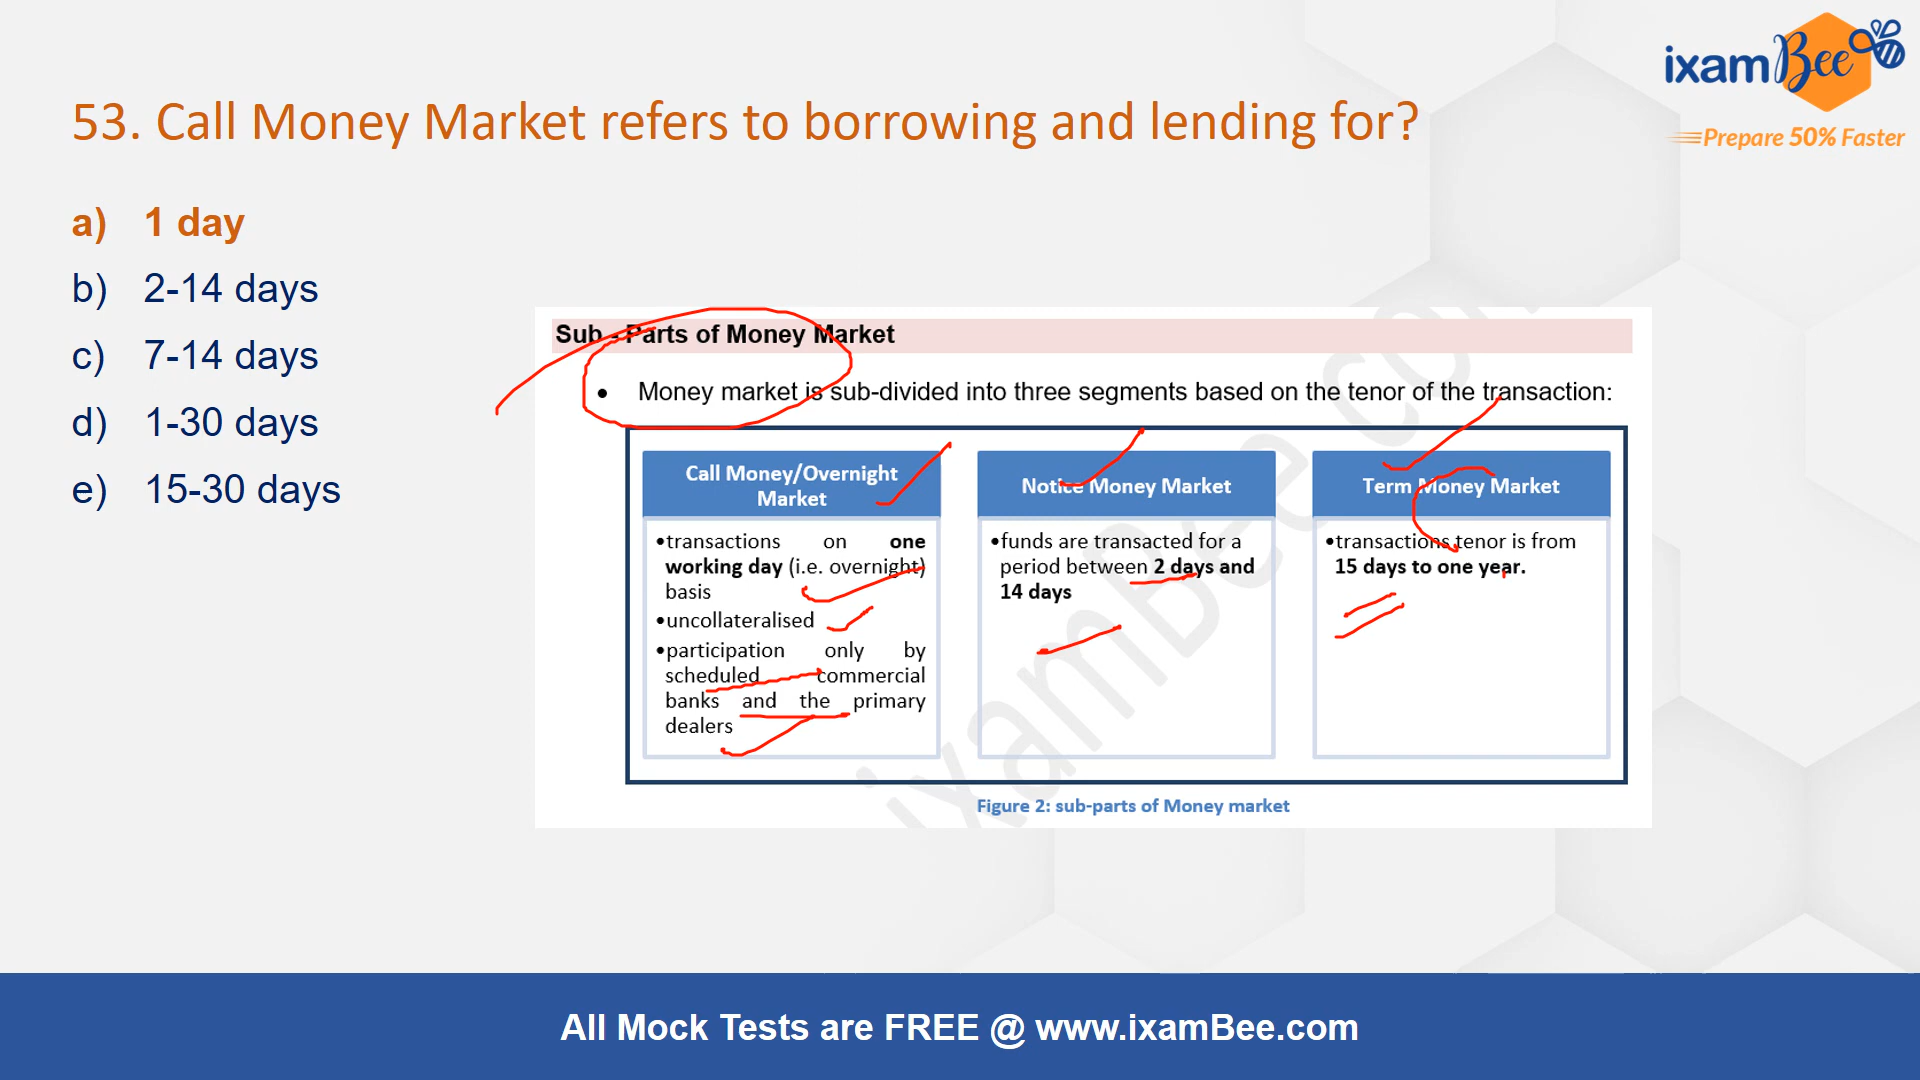 ixamBee
Prepare 50% Faster
53. Call Money Market refers to borrowing and lending for?
a) 1 day
b) 2-14 days
c) 7-14 days
d) 1-30 days
e) 15-30 days
Sub - Parts of Money Market
• Money market is sub-divided into three segments based on the tenor of the transaction:
Call Money/Overnight
Market
•transactions on one
working day (i.e. overnight)
basis
•uncollateralised
•participation only by
scheduled commercial
banks and the primary
dealers
Notice Money Market
•funds are transacted for a
period between 2 days and
14 days
Term Money Market
•transactions tenor is from
15 days to one year.
Figure 2: sub-parts of Money market
ixamBee.com
All Mock Tests are FREE @ www.ixamBee.com